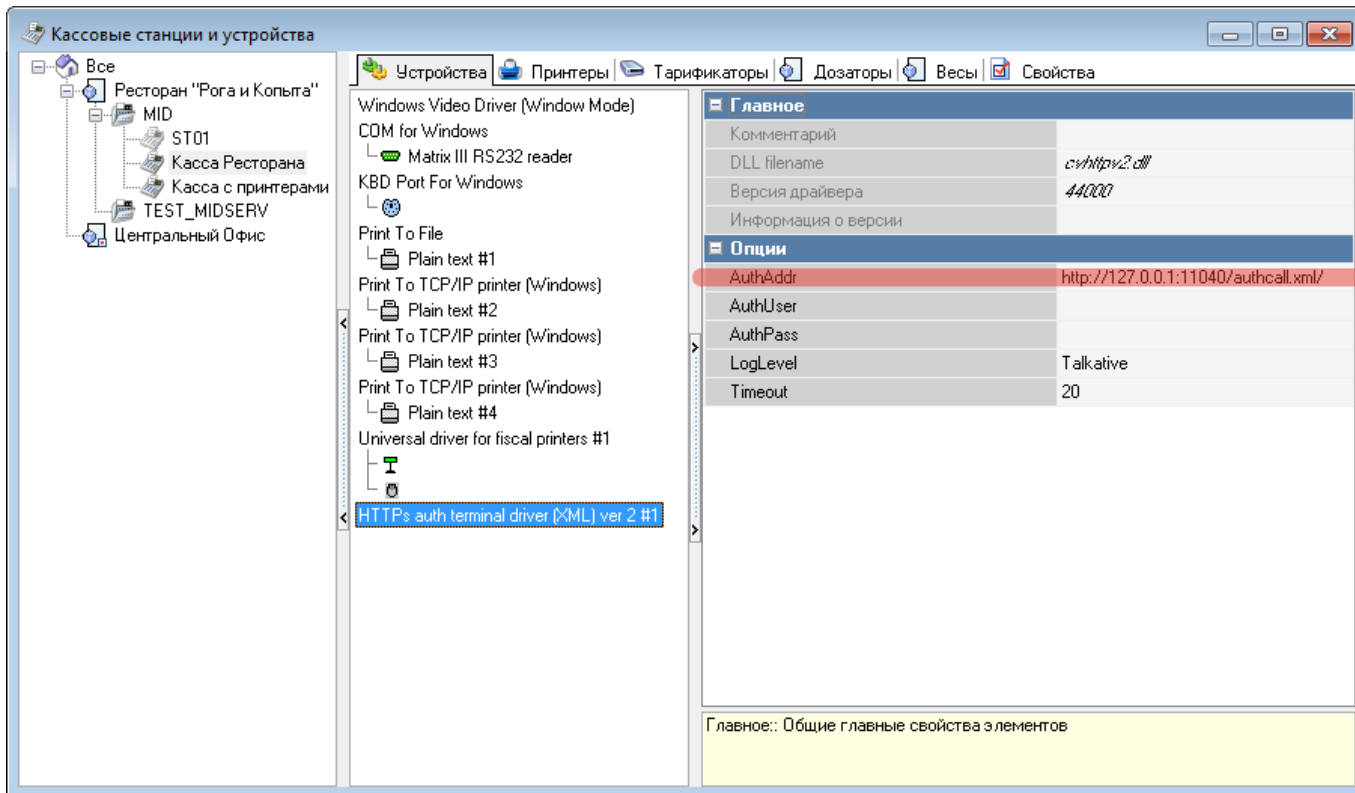 Кассовые станции и устройства
Все
Ресторан "Рога и Копыта"
MID
ST01
Касса Ресторана
Касса с принтерами
TEST_MIDSERV
Центральный Офис
Устройства Принтеры Тарификаторы Дозаторы Весы Свойства
Windows Video Driver (Window Mode)
COM for Windows
Matrix III RS232 reader
KBD Port For Windows
Print To File
Plain text #1
Print To TCP/IP printer (Windows)
Plain text #2
Print To TCP/IP printer (Windows)
Plain text #3
Print To TCP/IP printer (Windows)
Plain text #4
Universal driver for fiscal printers #1
HTTPs auth terminal driver (XML) ver 2 #1
Главное
Комментарий
DLL filename cvhttpv2.dll
Версия драйвера 44000
Информация о версии
Опции
AuthAddr http://127.0.0.1:11040/authcall.xml/
AuthUser
AuthPass
LogLevel Talkative
Timeout 20
Главное:: Общие главные свойства элементов